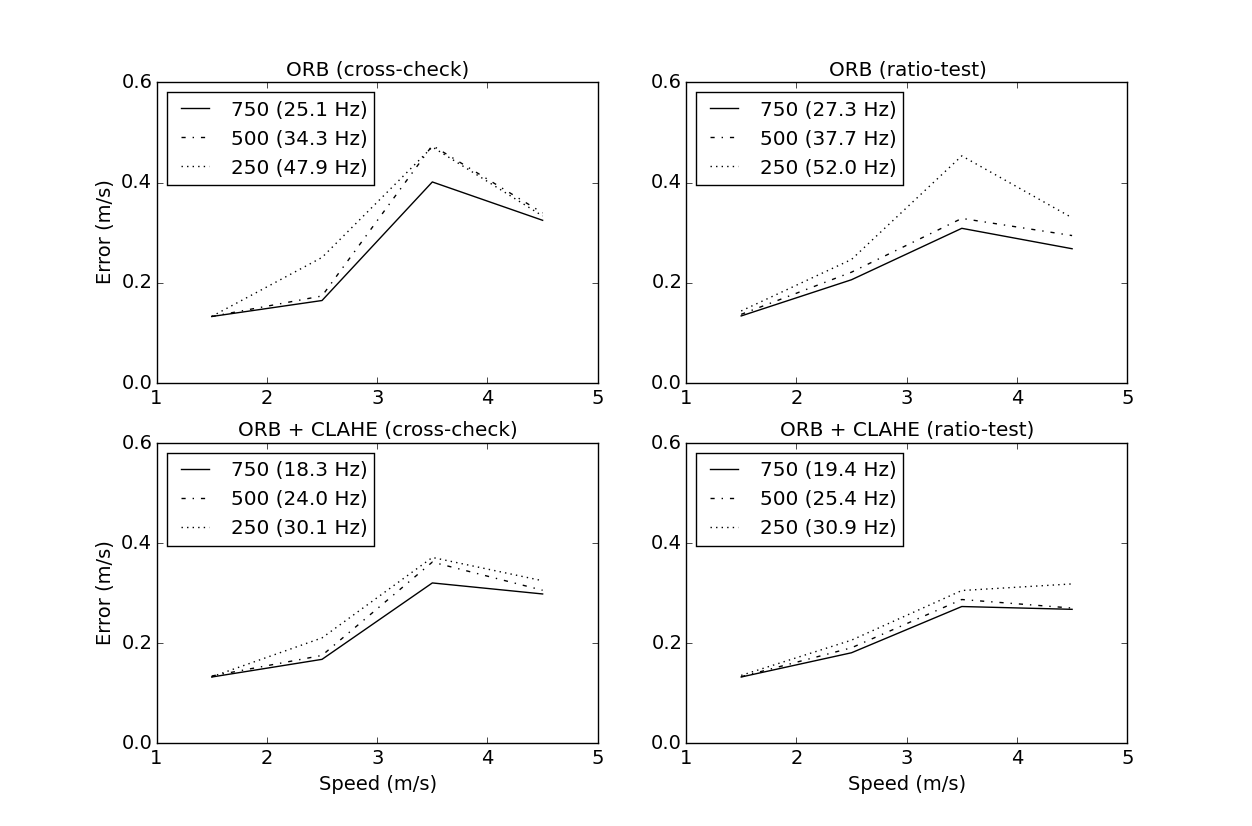 ORB (cross-check)
0.6
750 (25.1 Hz)
500 (34.3 Hz)
250 (47.9 Hz)
0.4
Error (m/s)
0.2
0.0
1 2 3 4 5
ORB (ratio-test)
0.6
750 (27.3 Hz)
500 (37.7 Hz)
250 (52.0 Hz)
0.4
0.2
0.0
1 2 3 4 5
ORB + CLAHE (cross-check)
0.6
750 (18.3 Hz)
500 (24.0 Hz)
250 (30.1 Hz)
0.4
Error (m/s)
0.2
0.0
1 2 3 4 5
Speed (m/s)
ORB + CLAHE (ratio-test)
0.6
750 (19.4 Hz)
500 (25.4 Hz)
250 (30.9 Hz)
0.4
0.2
0.0
1 2 3 4 5
Speed (m/s)